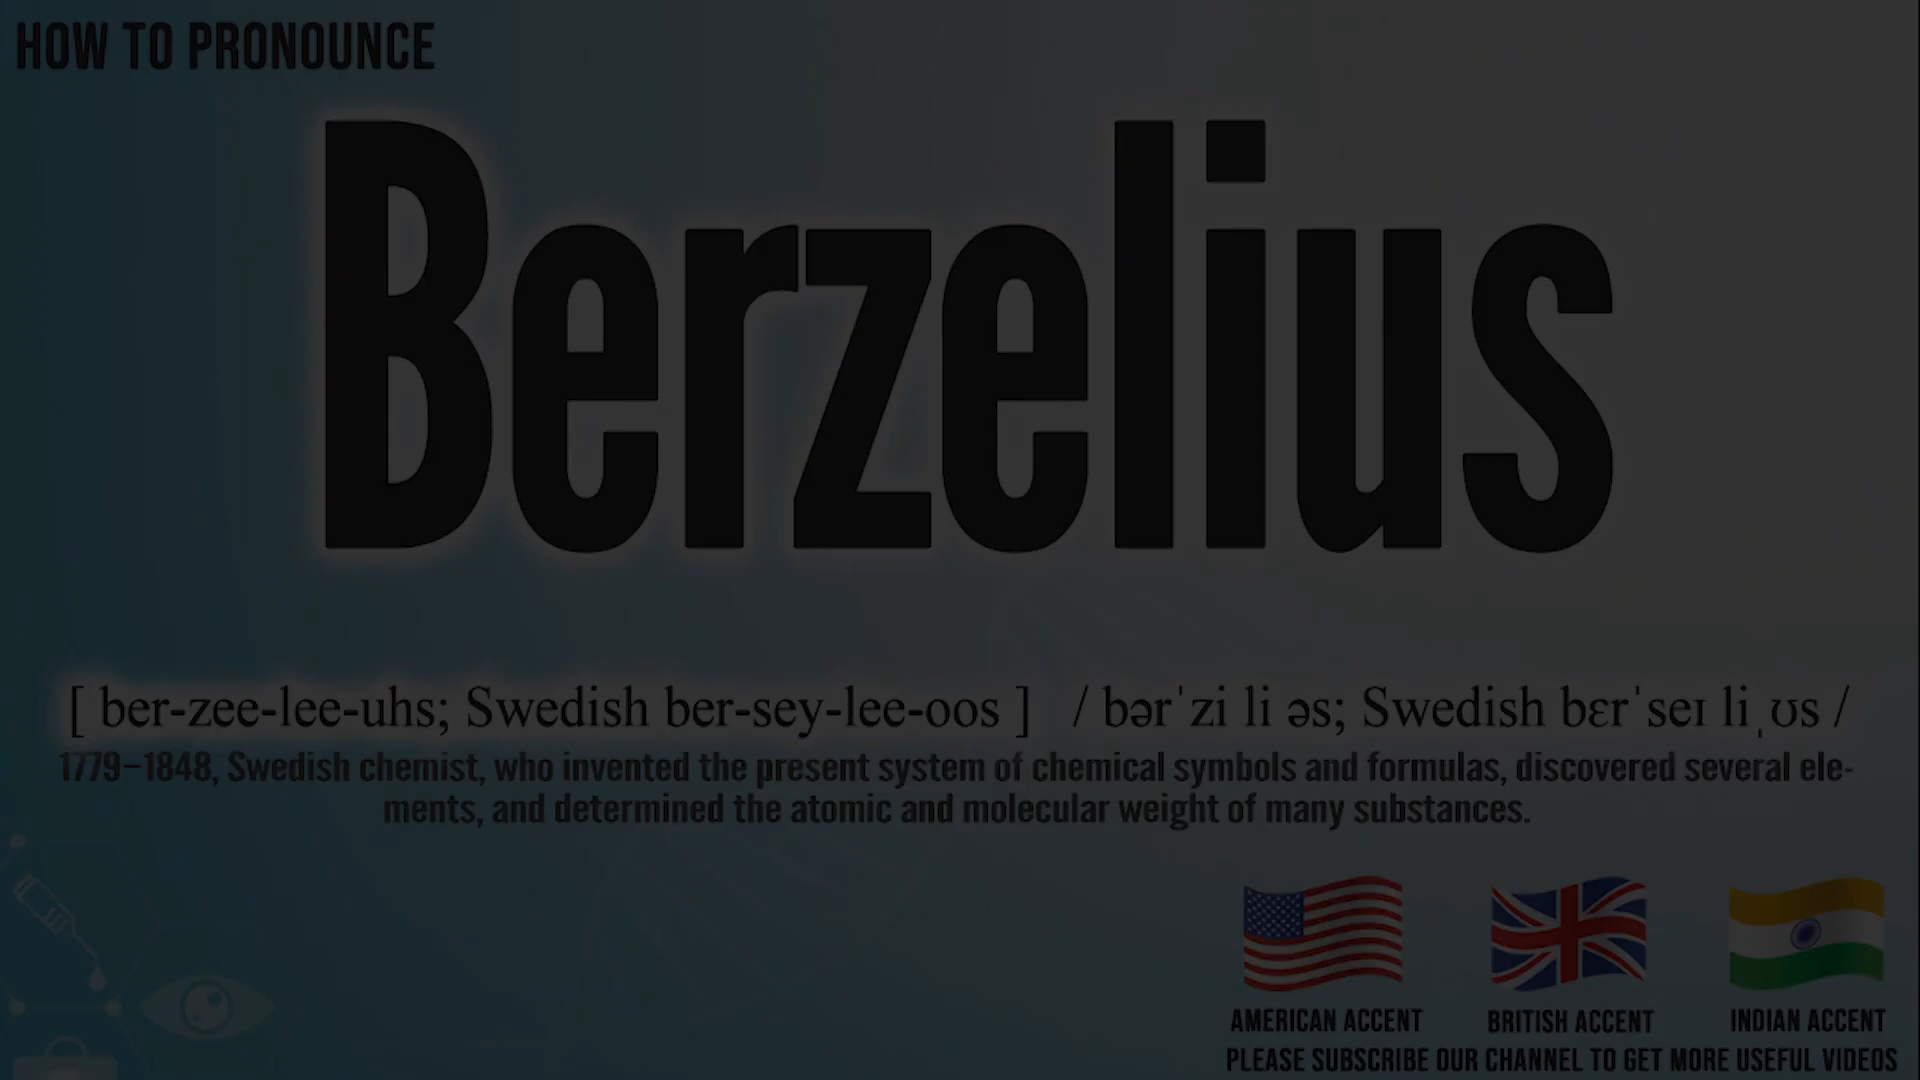 HOW TO PRONOUNCE
Berzelius
[ ber-zee-lee-uhs; Swedish ber-sey-lee-oos ] / bərˈzi li əs; Swedish bɛrˈseɪ liˌʊs /
1779–1848, Swedish chemist, who invented the present system of chemical symbols and formulas, discovered several ele-
ments, and determined the atomic and molecular weight of many substances.
AMERICAN ACCENT BRITISH ACCENT INDIAN ACCENT
PLEASE SUBSCRIBE OUR CHANNEL TO GET MORE USEFUL VIDEOS